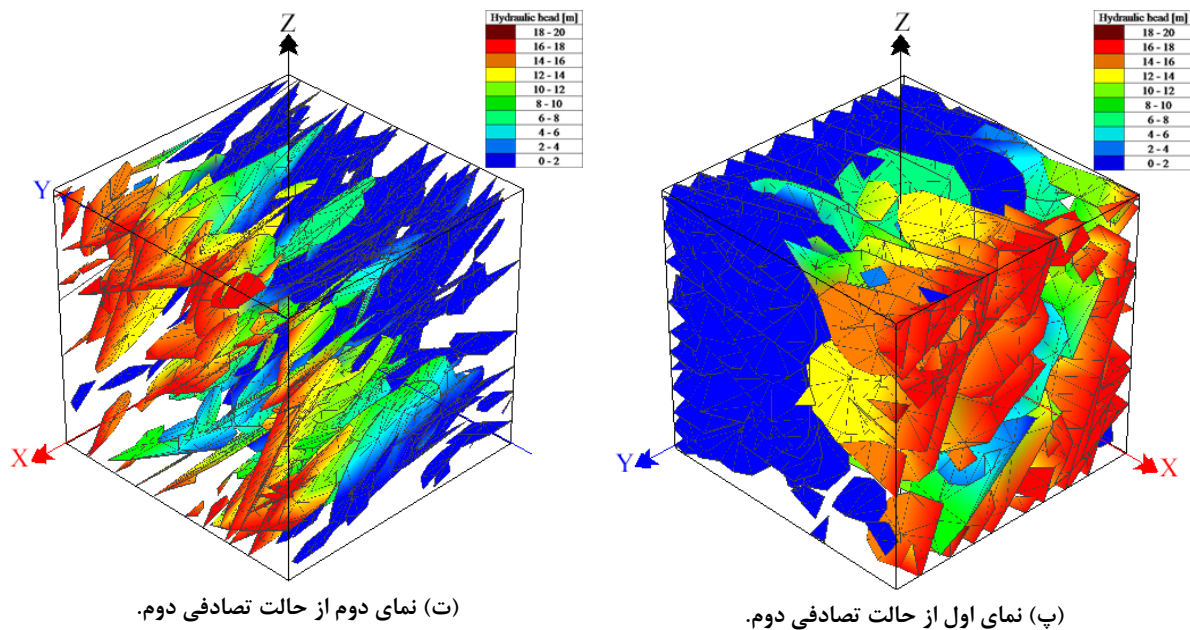 Z
Hydraulic head [m]
18 - 20
16 - 18
14 - 16
12 - 14
10 - 12
8 - 10
6 - 8
4 - 6
2 - 4
0 - 2
Y
X
(ت) نمای دوم از حالت تصادفی دوم.
Z
Hydraulic head [m]
18 - 20
16 - 18
14 - 16
12 - 14
10 - 12
8 - 10
6 - 8
4 - 6
2 - 4
0 - 2
Y
X
(پ) نمای اول از حالت تصادفی دوم.